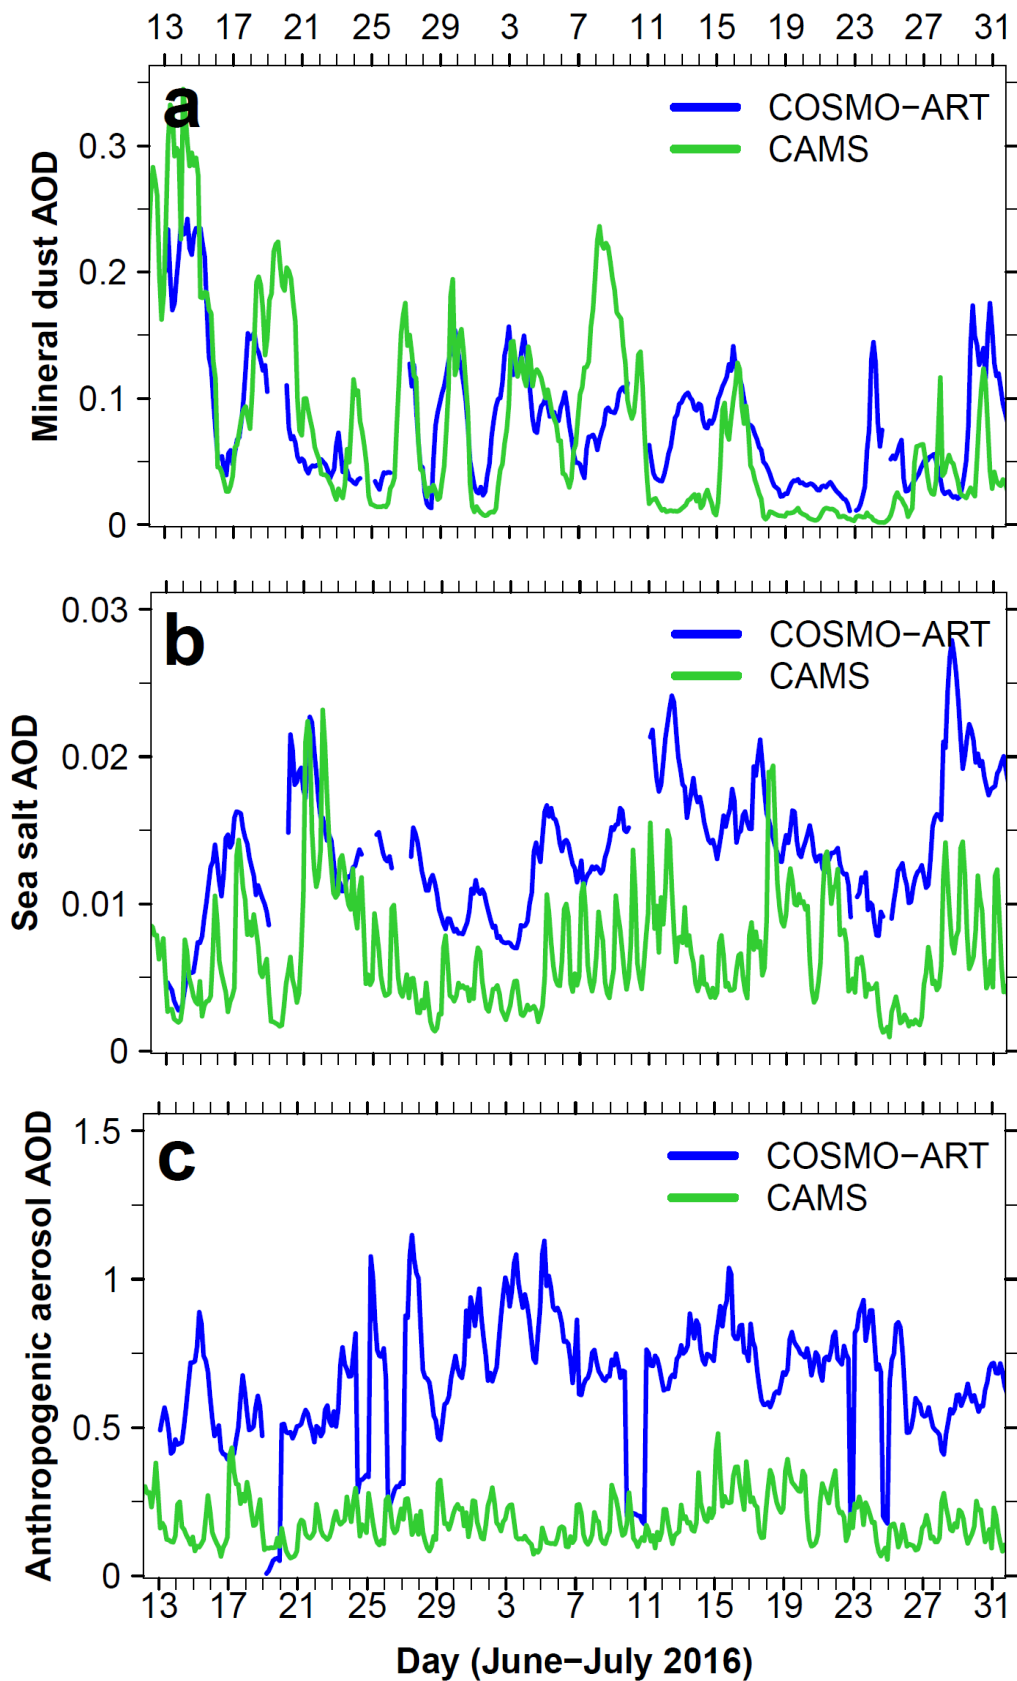 13 17 21 25 29 3 7 11 15 19 23 27 31
a
COSMO−ART
CAMS
Mineral dust AOD
0.3
0.2
0.1
0
b
COSMO−ART
CAMS
Sea salt AOD
0.03
0.02
0.01
0
c
COSMO−ART
CAMS
Anthropogenic aerosol AOD
1.5
1
0.5
0
13 17 21 25 29 3 7 11 15 19 23 27 31
Day (June−July 2016)